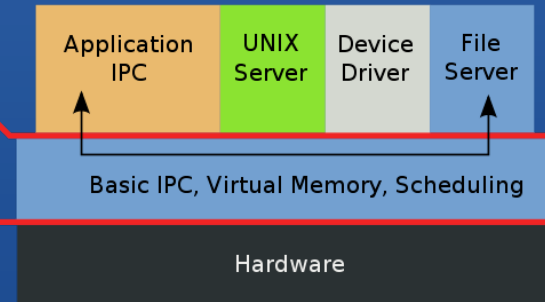 Application
IPC
UNIX
Server
Device
Driver
File
Server
Basic IPC, Virtual Memory, Scheduling
Hardware